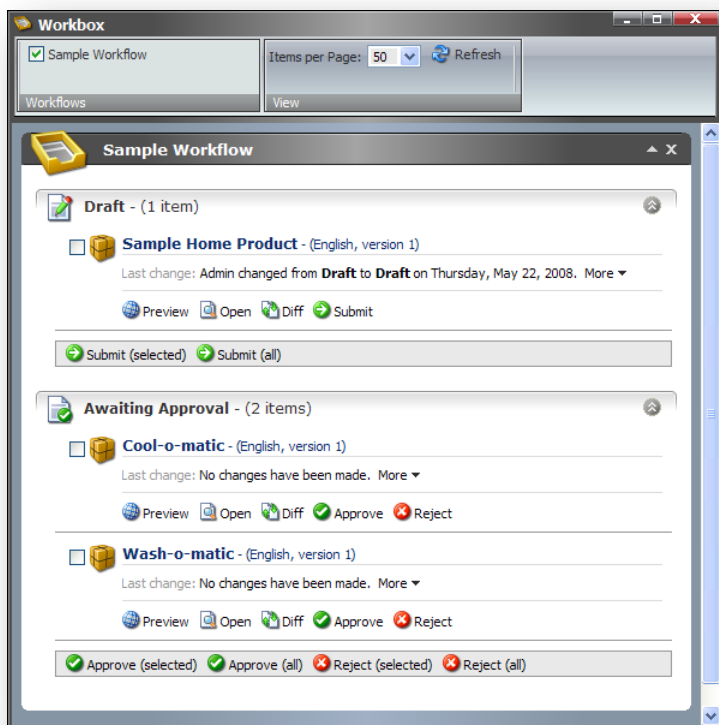 Workbox
Sample Workflow
Items per Page: 50 Refresh
Workflows
View
Sample Workflow
Draft - (1 item)
Sample Home Product - (English, version 1)
Last change: Admin changed from Draft to Draft on Thursday, May 22, 2008. More
Preview Open Diff Submit
Submit (selected) Submit (all)
Awaiting Approval - (2 items)
Cool-o-matic - (English, version 1)
Last change: No changes have been made. More
Preview Open Diff Approve Reject
Wash-o-matic - (English, version 1)
Last change: No changes have been made. More
Preview Open Diff Approve Reject
Approve (selected) Approve (all) Reject (selected) Reject (all)